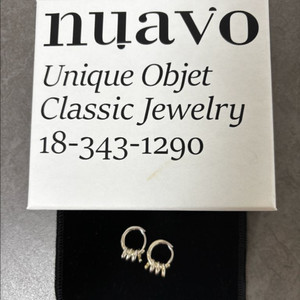 nuavo
Unique Objet
Classic Jewelry
18-343-1290